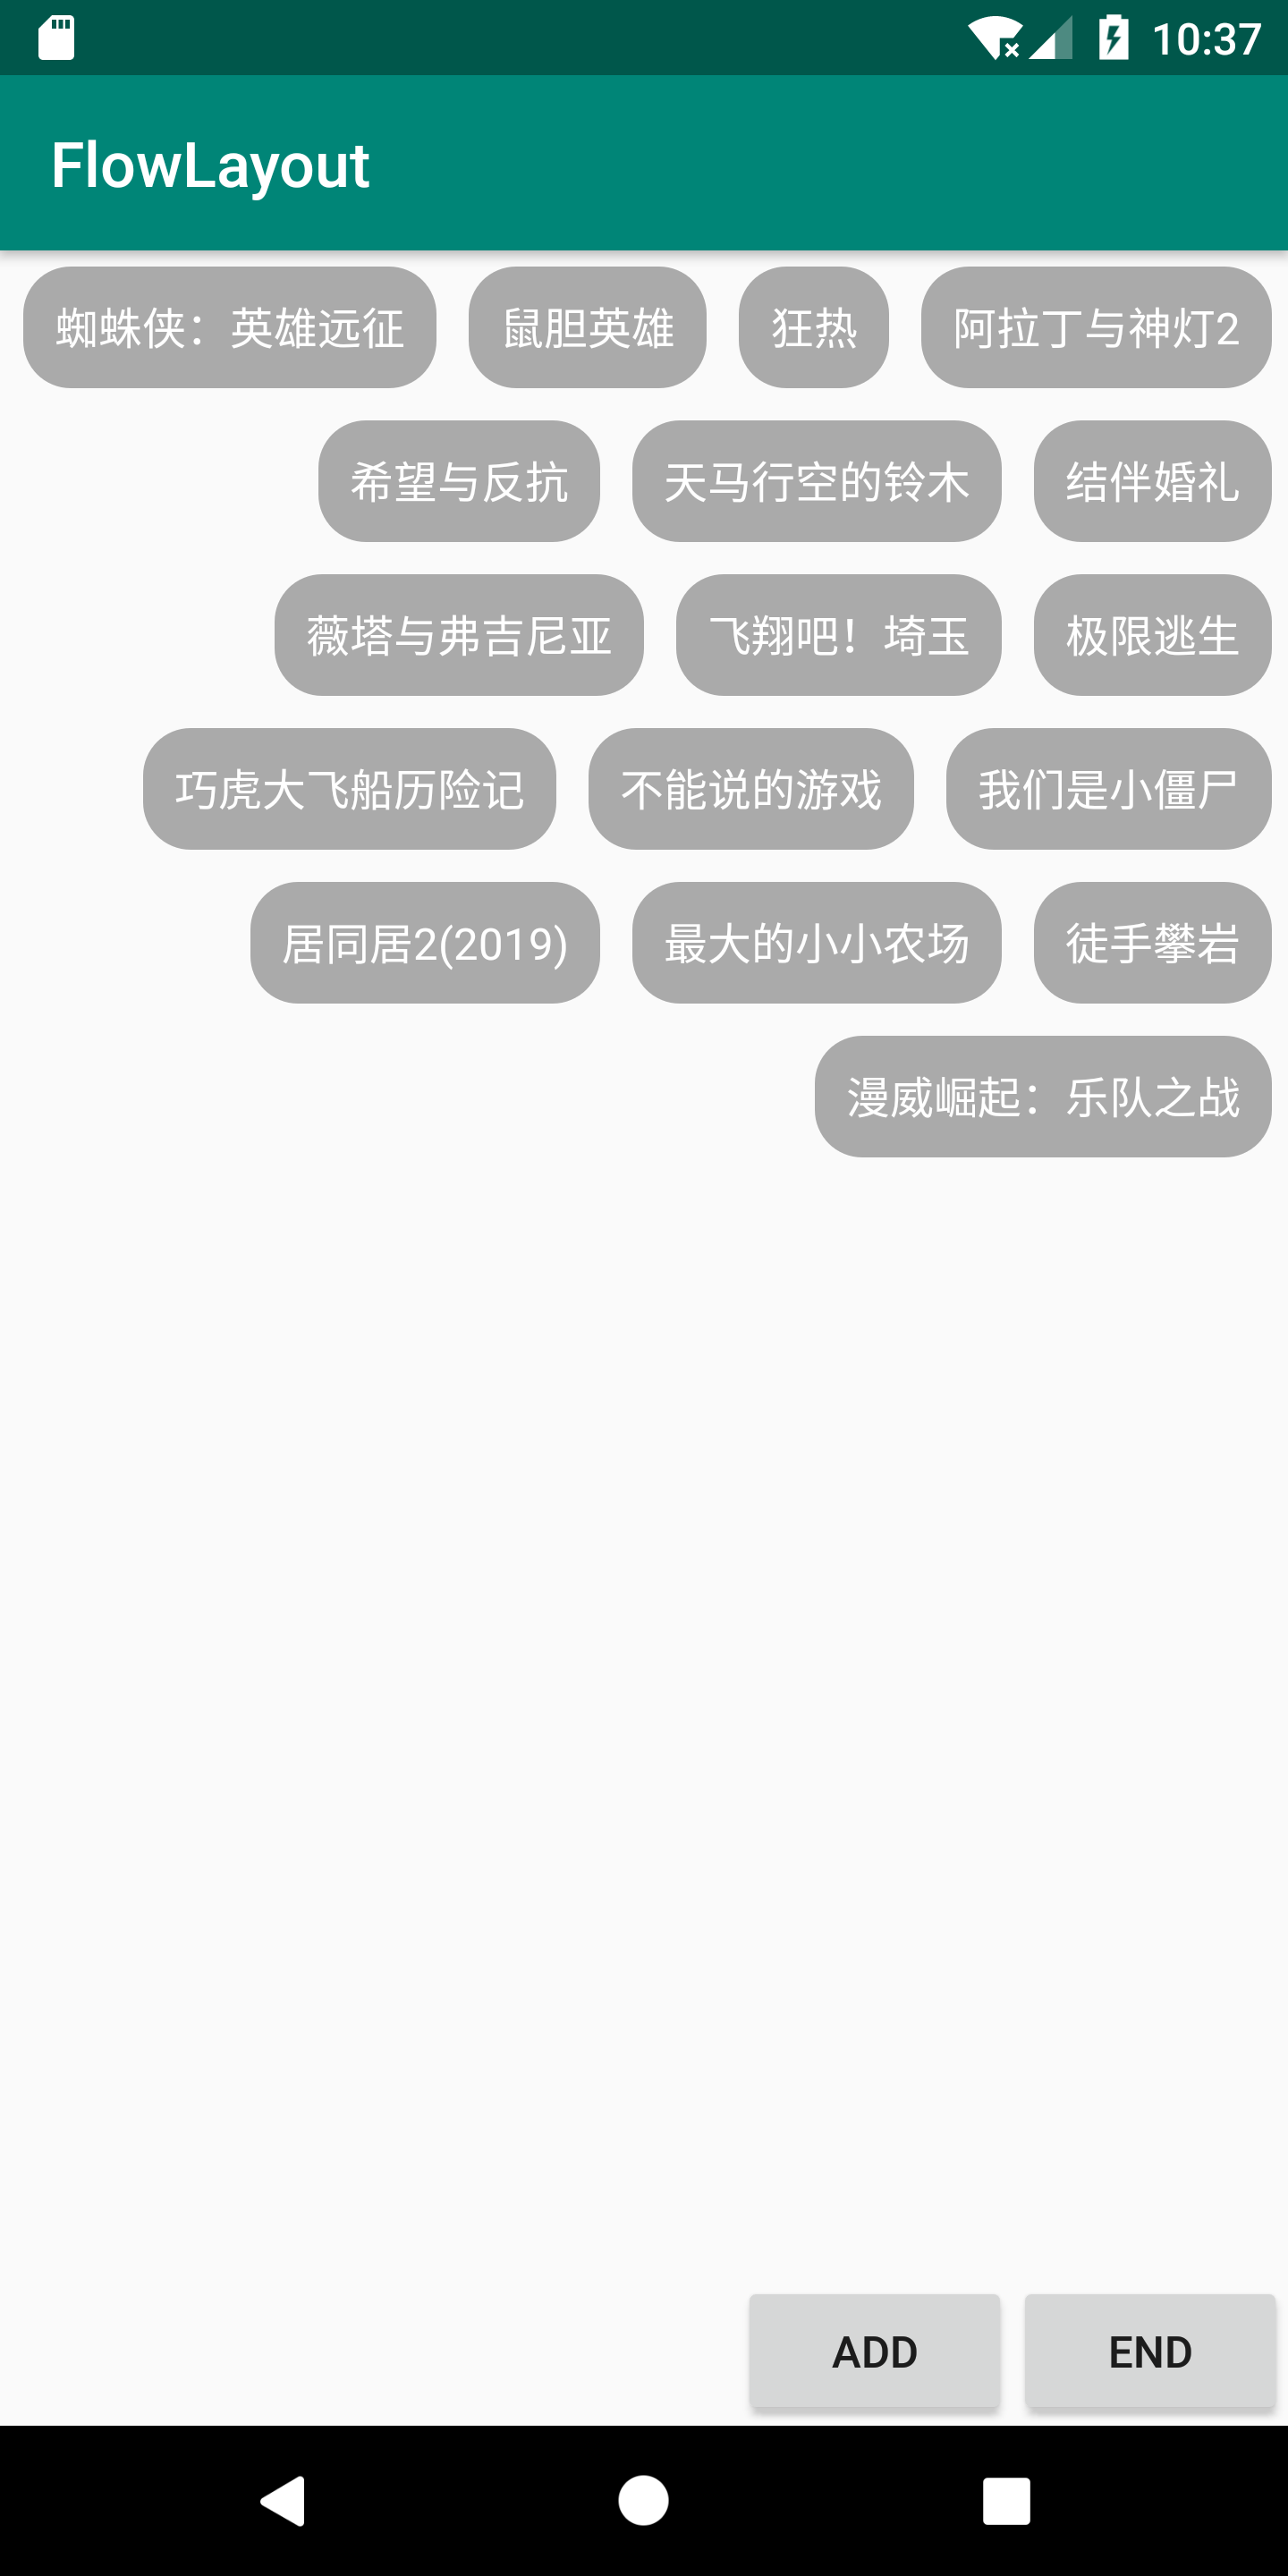 10:37
FlowLayout
蜘蛛侠：英雄远征 鼠胆英雄 狂热 阿拉丁与神灯2
希望与反抗 天马行空的铃木 结伴婚礼
薇塔与弗吉尼亚 飞翔吧！埼玉 极限逃生
巧虎大飞船历险记 不能说的游戏 我们是小僵尸
居同居2(2019) 最大的小小农场 徒手攀岩
漫威崛起：乐队之战
ADD END